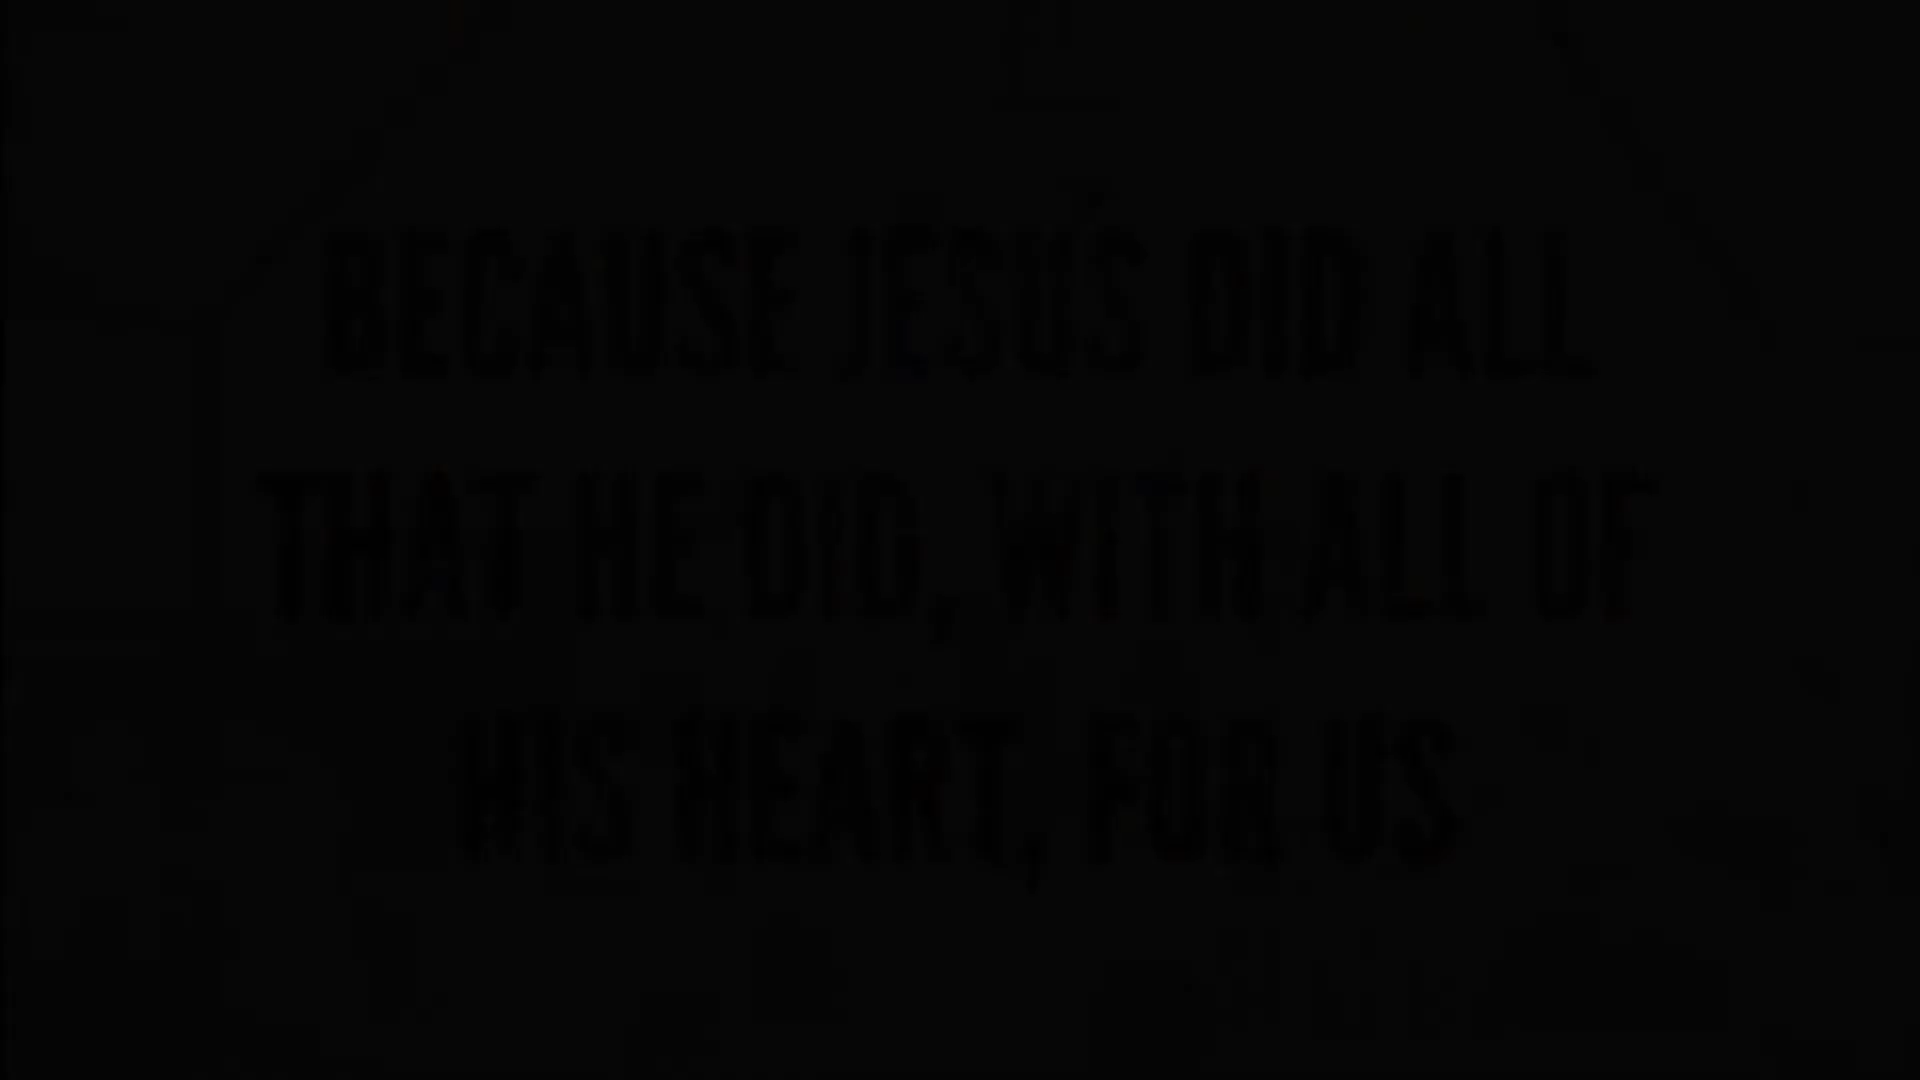 BECAUSE JESUS DID ALL
THAT HE DID, WITH ALL OF
HIS HEART, FOR US